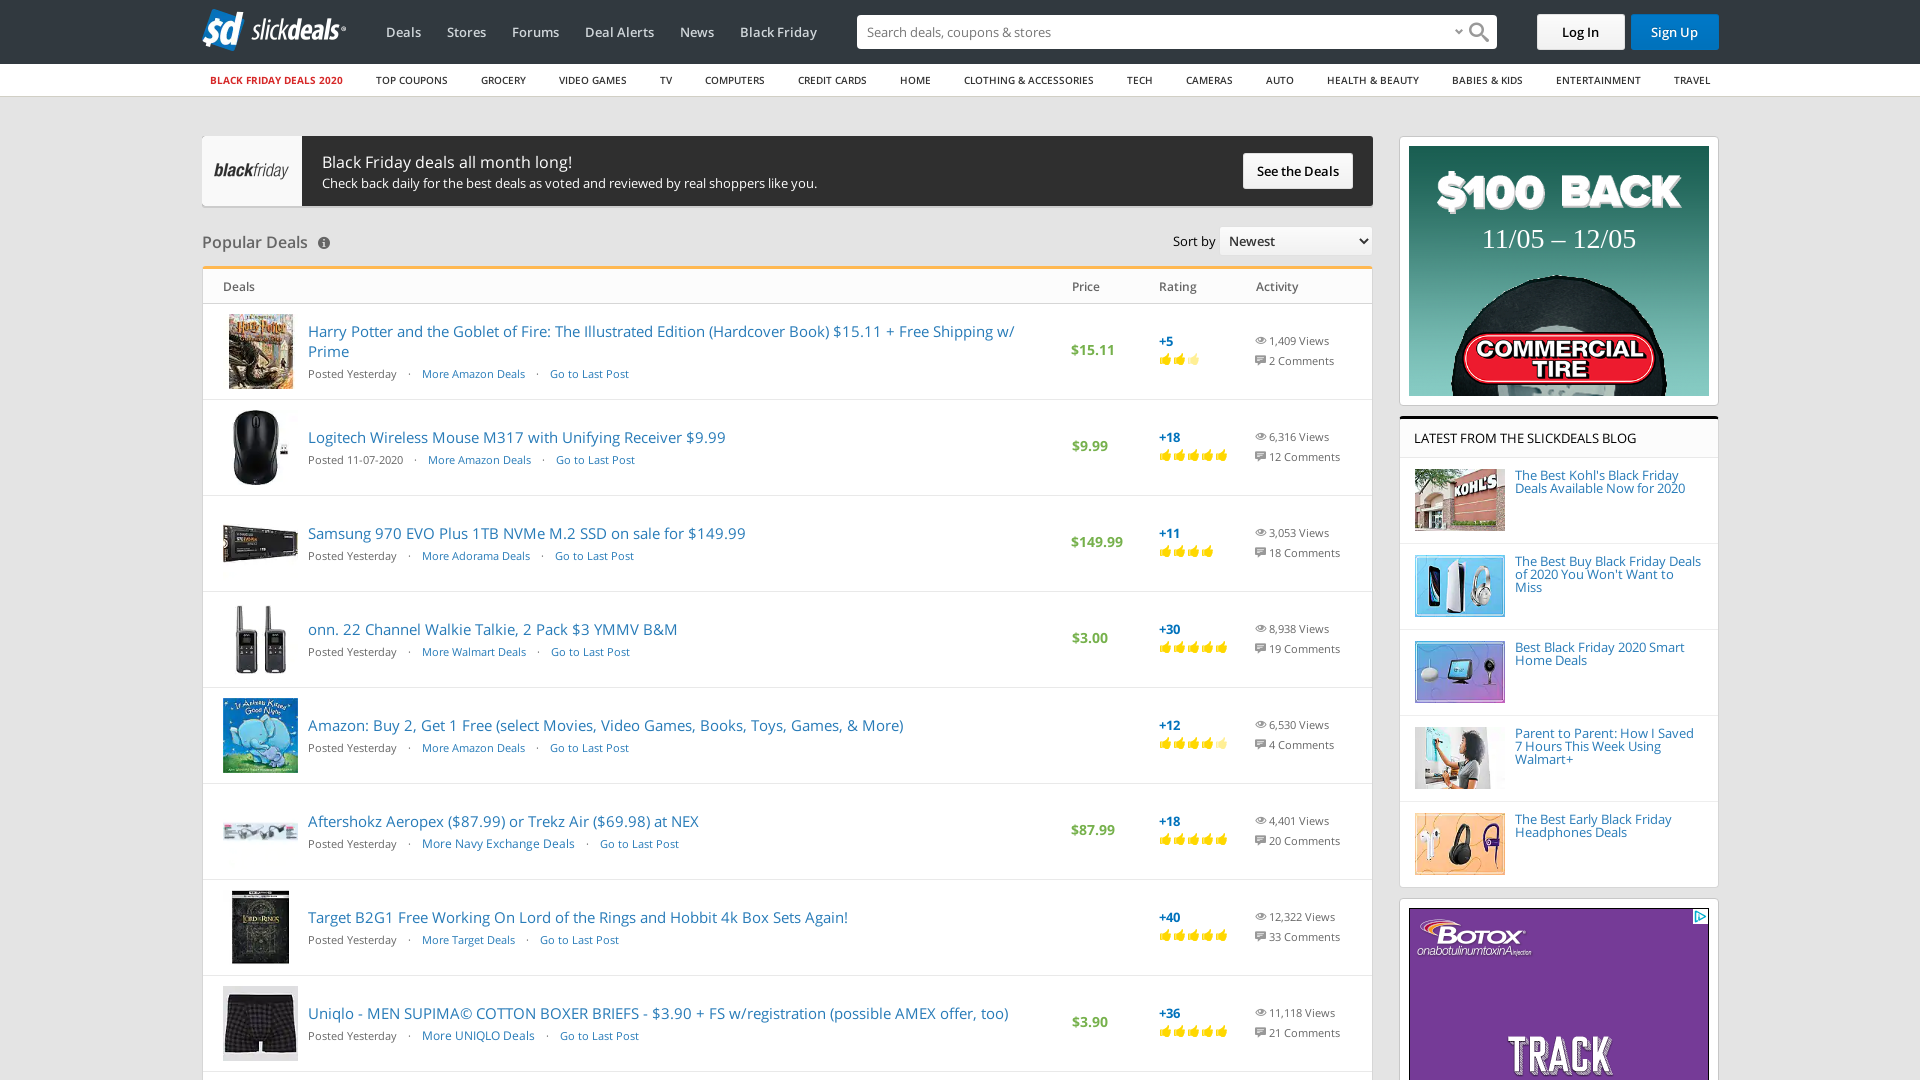 sd slickdeals
Deals
Stores
Forums
Deal Alerts
News
Black Friday
Search deals, coupons & stores
Log In
Sign Up
BLACK FRIDAY DEALS 2020
TOP COUPONS
GROCERY
VIDEO GAMES
TV
COMPUTERS
CREDIT CARDS
HOME
CLOTHING & ACCESSORIES
TECH
CAMERAS
AUTO
HEALTH & BEAUTY
BABIES & KIDS
ENTERTAINMENT
TRAVEL
blackfriday
Black Friday deals all month long!
Check back daily for the best deals as voted and reviewed by real shoppers like you.
See the Deals
Popular Deals
Sort by Newest
Deals
Price
Rating
Activity
Harry Potter and the Goblet of Fire: The Illustrated Edition (Hardcover Book) $15.11 + Free Shipping w/
Prime
Posted Yesterday · More Amazon Deals · Go to Last Post
$15.11
+5
1,409 Views
2 Comments
Logitech Wireless Mouse M317 with Unifying Receiver $9.99
Posted 11-07-2020 · More Amazon Deals · Go to Last Post
$9.99
+18
6,316 Views
12 Comments
Samsung 970 EVO Plus 1TB NVMe M.2 SSD on sale for $149.99
Posted Yesterday · More Adorama Deals · Go to Last Post
$149.99
+11
3,053 Views
18 Comments
onn. 22 Channel Walkie Talkie, 2 Pack $3 YMMV B&M
Posted Yesterday · More Walmart Deals · Go to Last Post
$3.00
+30
8,938 Views
19 Comments
Amazon: Buy 2, Get 1 Free (select Movies, Video Games, Books, Toys, Games, & More)
Posted Yesterday · More Amazon Deals · Go to Last Post
+12
6,530 Views
4 Comments
Aftershokz Aeropex ($87.99) or Trekz Air ($69.98) at NEX
Posted Yesterday · More Navy Exchange Deals · Go to Last Post
$87.99
+18
4,401 Views
20 Comments
Target B2G1 Free Working On Lord of the Rings and Hobbit 4k Box Sets Again!
Posted Yesterday · More Target Deals · Go to Last Post
+40
12,322 Views
33 Comments
Uniqlo - MEN SUPIMA© COTTON BOXER BRIEFS - $3.90 + FS w/registration (possible AMEX offer, too)
Posted Yesterday · More UNIQLO Deals · Go to Last Post
$3.90
+36
11,118 Views
21 Comments
$100 BACK
11/05 – 12/05
COMMERCIAL
TIRE
LATEST FROM THE SLICKDEALS BLOG
KOHL'S
The Best Kohl's Black Friday
Deals Available Now for 2020
The Best Buy Black Friday Deals
of 2020 You Won't Want to
Miss
Best Black Friday 2020 Smart
Home Deals
Parent to Parent: How I Saved
7 Hours This Week Using
Walmart+
The Best Early Black Friday
Headphones Deals
BOTOX®
onabotulinumtoxinA injection
TRACK